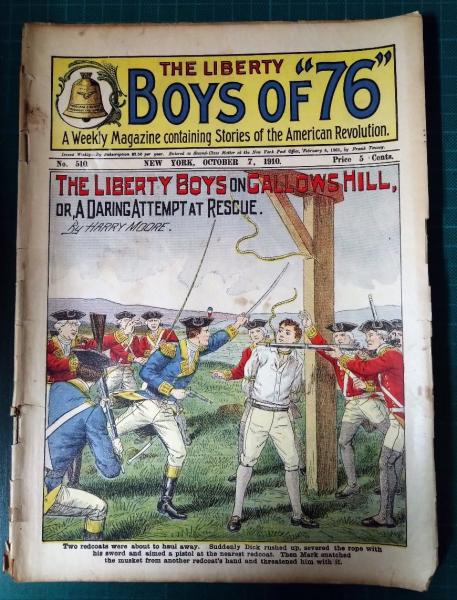 THE LIBERTY
BOYS OF "76"
A Weekly Magazine containing Stories of the American Revolution.
Issued Weekly—By Subscription $2.50 per year. Entered as Second-Class Matter at the New York Post Office, February 4, 1901, by Frank Tousey.
No. 510. NEW YORK, OCTOBER 7, 1910. Price 5 Cents.
THE LIBERTY BOYS ON GALLOWS HILL,
OR, A DARING ATTEMPT AT RESCUE.
By HARRY MOORE.
Two redcoats were about to haul away. Suddenly Dick rushed up, severed the rope with
his sword and aimed a pistol at the nearest redcoat. Then Mark snatched
the musket from another redcoat's hand and threatened him with it.